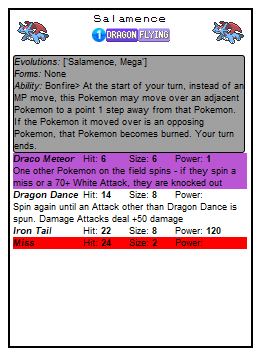 Salamence
1 DRAGON FLYING
Evolutions: ['Salamence, Mega']
Forms: None
Ability: Bonfire> At the start of your turn, instead of an
MP move, this Pokemon may move over an adjacent
Pokemon to a point 1 step away from that Pokemon.
If the Pokemon it moved over is an opposing
Pokemon, that Pokemon becomes burned. Your turn
ends.
Draco Meteor Hit: 6 Size: 6 Power: 1
One other Pokemon on the field spins - if they spin a
miss or a 70+ White Attack, they are knocked out
Dragon Dance Hit: 14 Size: 8 Power:
Spin again until an Attack other than Dragon Dance is
spun. Damage Attacks deal +50 damage
Iron Tail Hit: 22 Size: 8 Power: 120
Miss Hit: 24 Size: 2 Power: